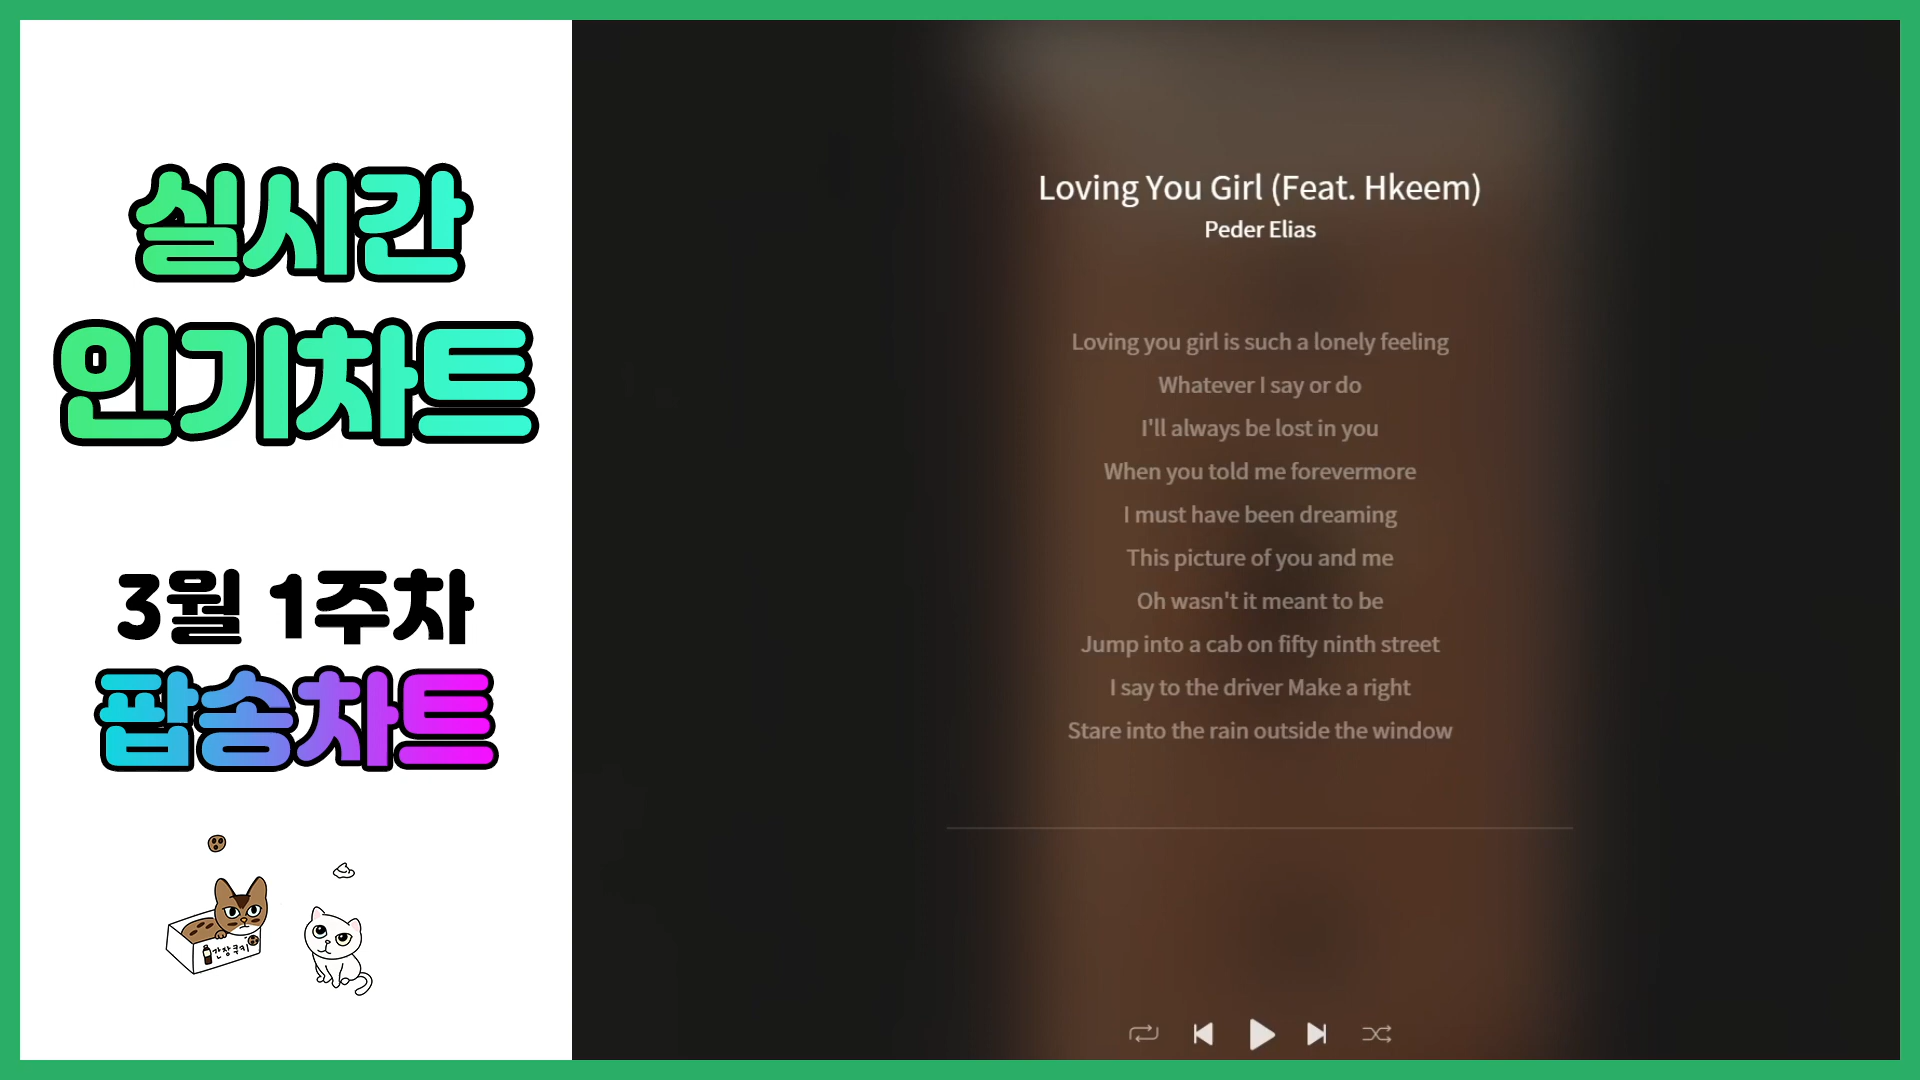 실시간
인기차트
3월 1주차
팝송차트
간장쿠키
Loving You Girl (Feat. Hkeem)
Peder Elias
Loving you girl is such a lonely feeling
Whatever I say or do
I'll always be lost in you
When you told me forevermore
I must have been dreaming
This picture of you and me
Oh wasn't it meant to be
Jump into a cab on fifty ninth street
I say to the driver Make a right
Stare into the rain outside the window